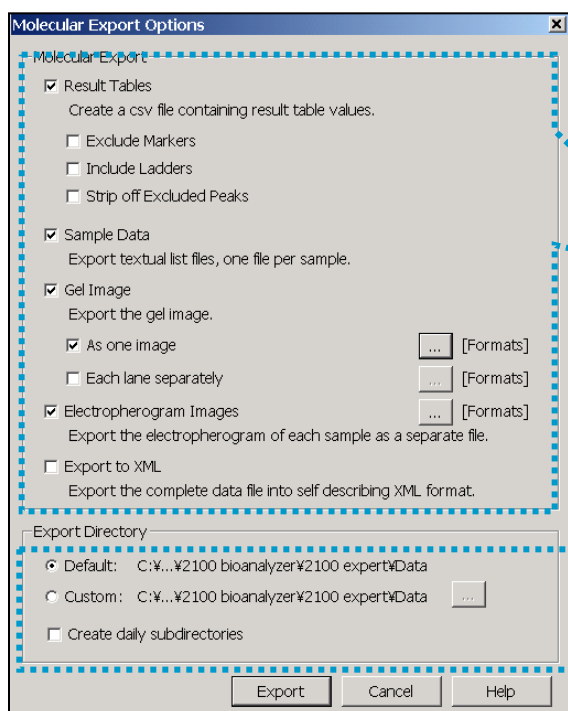 Molecular Export Options
Molecular Export
Result Tables
Create a csv file containing result table values.
Exclude Markers
Include Ladders
Strip off Excluded Peaks
Sample Data
Export textual list files, one file per sample.
Gel Image
Export the gel image.
As one image ... [Formats]
Each lane separately ... [Formats]
Electropherogram Images ... [Formats]
Export the electropherogram of each sample as a separate file.
Export to XML
Export the complete data file into self describing XML format.
Export Directory
Default: C:¥...¥2100 bioanalyzer¥2100 expert¥Data
Custom: C:¥...¥2100 bioanalyzer¥2100 expert¥Data ...
Create daily subdirectories
Export Cancel Help